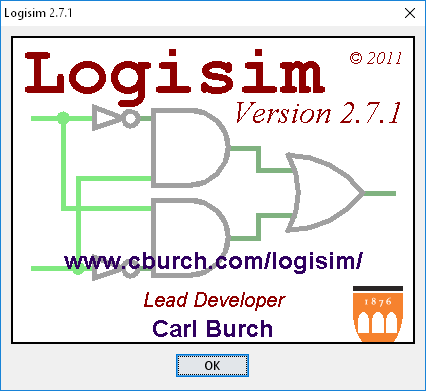 Logisim 2.7.1
Logisim
© 2011
Version 2.7.1
www.cburch.com/logisim/
Lead Developer
Carl Burch
1876
OK